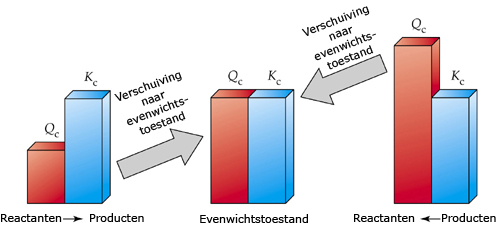 Verschuiving
naar
evenwichts-
toestand
Qc
Kc
Reactanten → Producten
Verschuiving
naar
evenwichts-
toestand
Qc
Kc
Evenwichtstoestand
Qc
Kc
Reactanten ← Producten